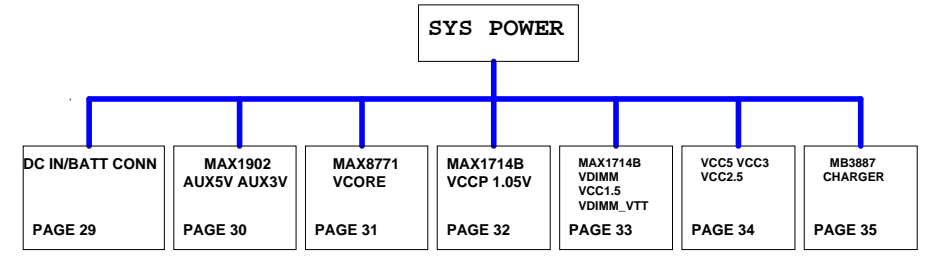 SYS POWER
DC IN/BATT CONN
PAGE 29
MAX1902
AUX5V AUX3V
PAGE 30
MAX8771
VCORE
PAGE 31
MAX1714B
VCCP 1.05V
PAGE 32
MAX1714B
VDIMM
VCC1.5
VDIMM_VTT
PAGE 33
VCC5 VCC3
VCC2.5
PAGE 34
MB3887
CHARGER
PAGE 35